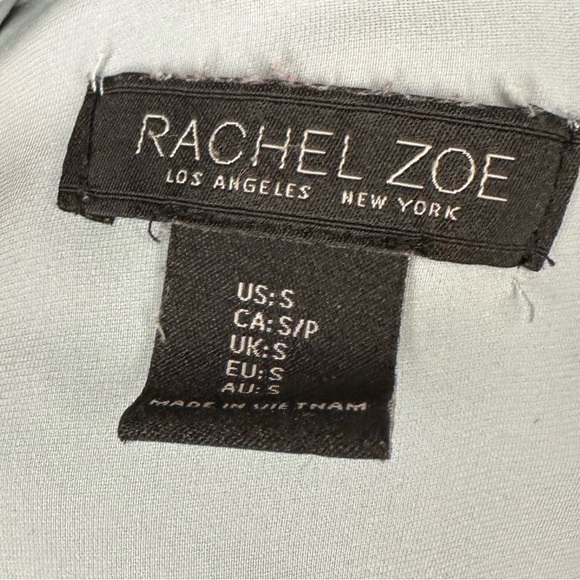 RACHEL ZOE
LOS ANGELES NEW YORK
US: S
CA: S/P
UK: S
EU: S
AU: S
MADE IN VIETNAM